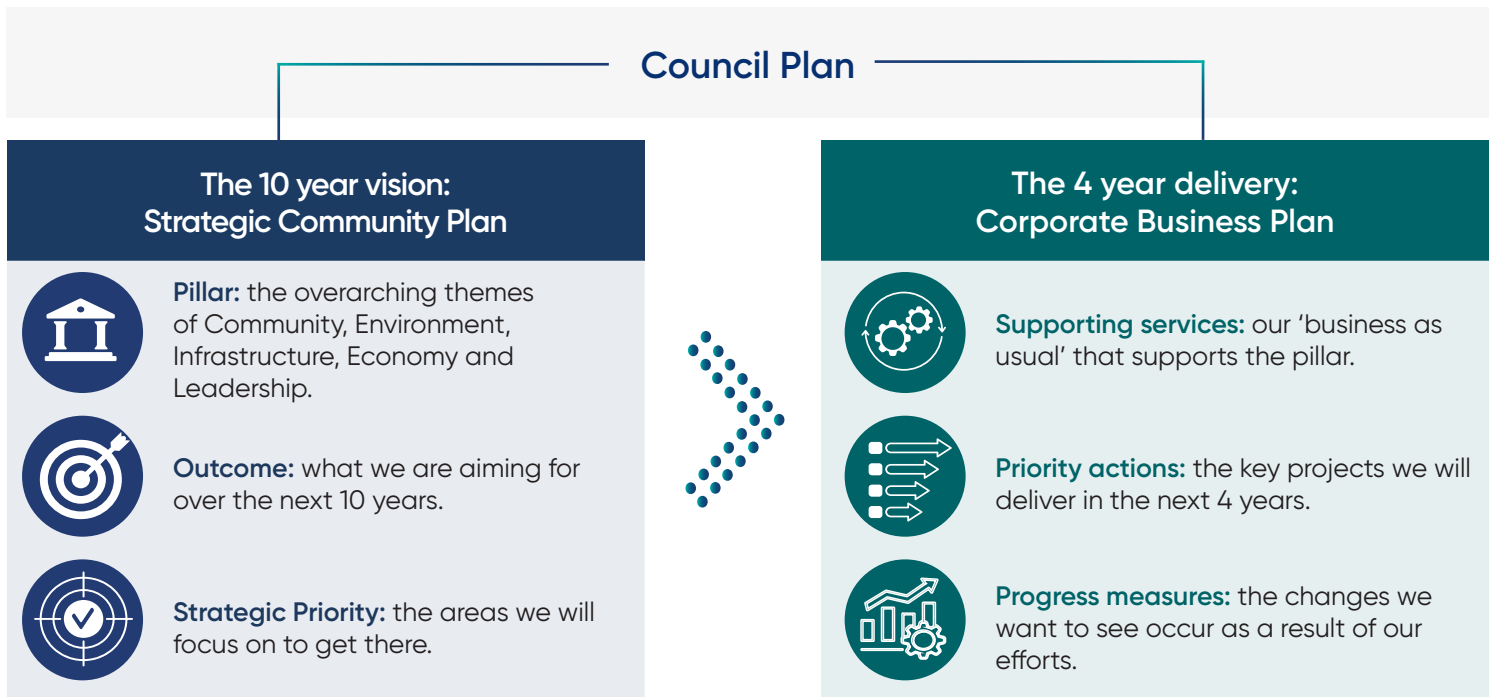 Council Plan
The 10 year vision:
Strategic Community Plan
Pillar: the overarching themes
of Community, Environment,
Infrastructure, Economy and
Leadership.
Outcome: what we are aiming for
over the next 10 years.
Strategic Priority: the areas we will
focus on to get there.
The 4 year delivery:
Corporate Business Plan
Supporting services: our ‘business as
usual’ that supports the pillar.
Priority actions: the key projects we will
deliver in the next 4 years.
Progress measures: the changes we
want to see occur as a result of our
efforts.